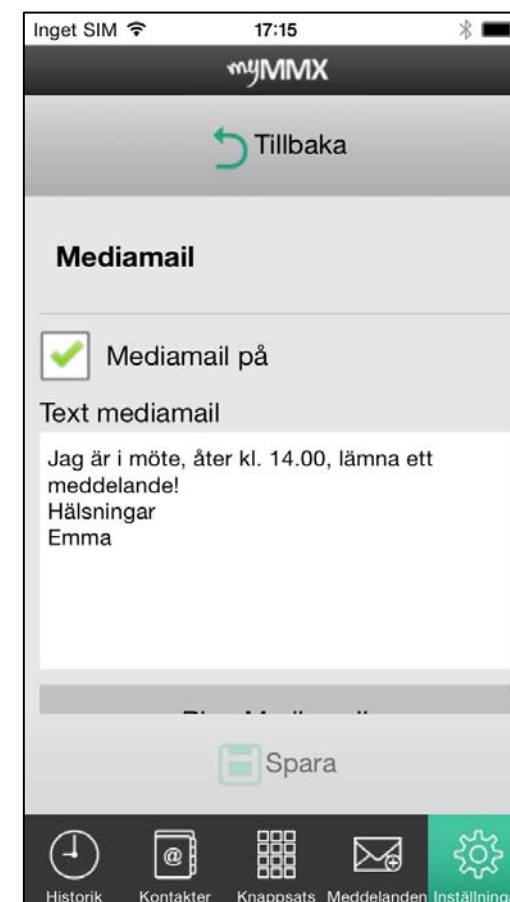 Inget SIM 17:15
myMMX
Tillbaka
Mediamail
Mediamail på
Text mediamail
Jag är i möte, åter kl. 14.00, lämna ett
meddelande!
Hälsningar
Emma
Spara
Historik Kontakter Knappsats Meddelanden Inställninga